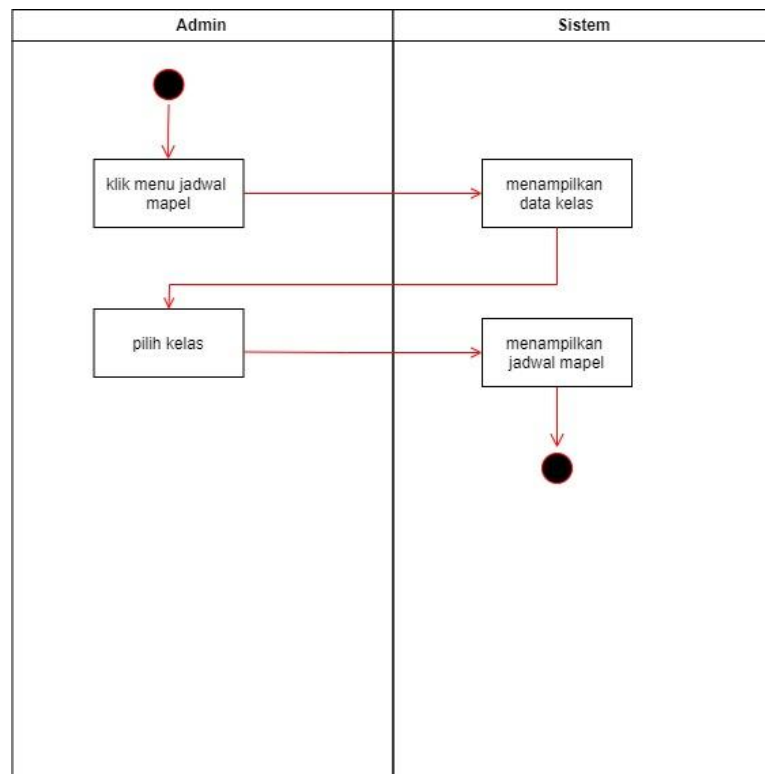 Admin
Sistem
klik menu jadwal
mapel
menampilkan
data kelas
pilih kelas
menampilkan
jadwal mapel